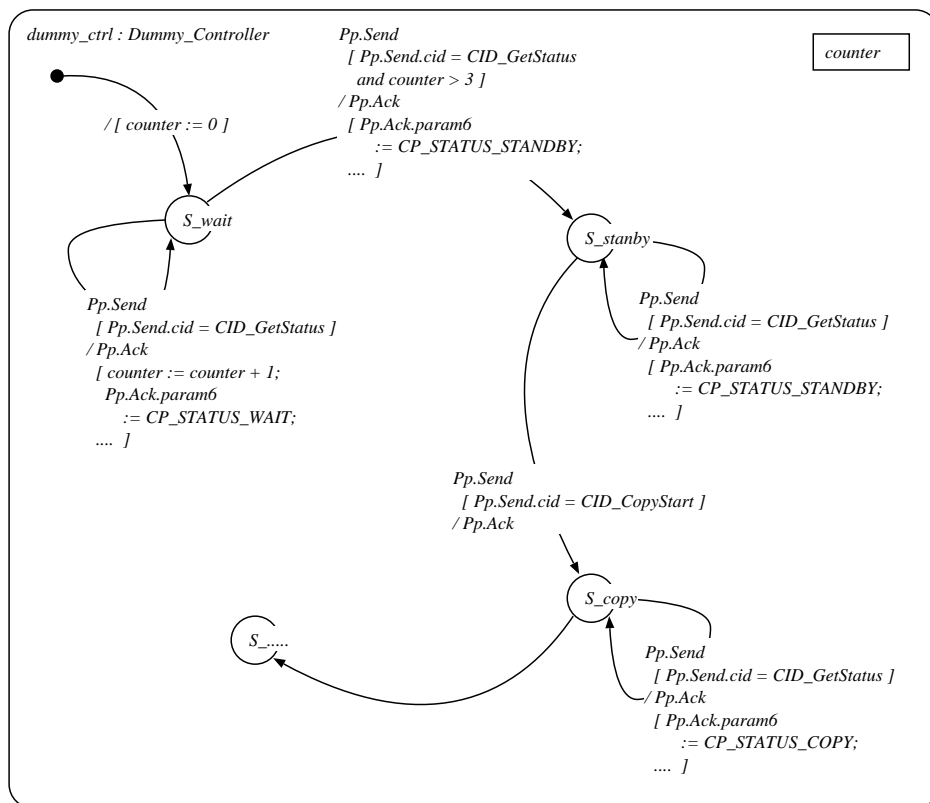 dummy_ctrl : Dummy_Controller
counter
/ [ counter := 0 ]
Pp.Send
[ Pp.Send.cid = CID_GetStatus
and counter > 3 ]
/ Pp.Ack
[ Pp.Ack.param6
:= CP_STATUS_STANDBY;
.... ]
S_wait
Pp.Send
[ Pp.Send.cid = CID_GetStatus ]
/ Pp.Ack
[ counter := counter + 1;
Pp.Ack.param6
:= CP_STATUS_WAIT;
.... ]
S_stanby
Pp.Send
[ Pp.Send.cid = CID_GetStatus ]
/ Pp.Ack
[ Pp.Ack.param6
:= CP_STATUS_STANDBY;
.... ]
Pp.Send
[ Pp.Send.cid = CID_CopyStart ]
/ Pp.Ack
S_copy
S_.....
Pp.Send
[ Pp.Send.cid = CID_GetStatus ]
/ Pp.Ack
[ Pp.Ack.param6
:= CP_STATUS_COPY;
.... ]